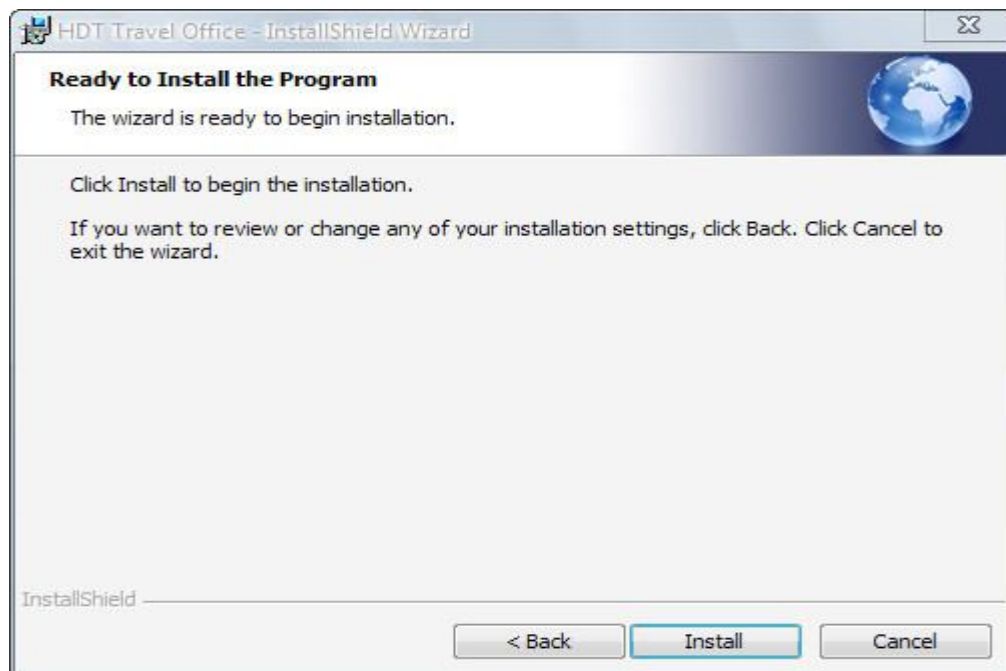 HDT Travel Office - InstallShield Wizard
Ready to Install the Program
The wizard is ready to begin installation.
Click Install to begin the installation.
If you want to review or change any of your installation settings, click Back. Click Cancel to
exit the wizard.
InstallShield
< Back
Install
Cancel